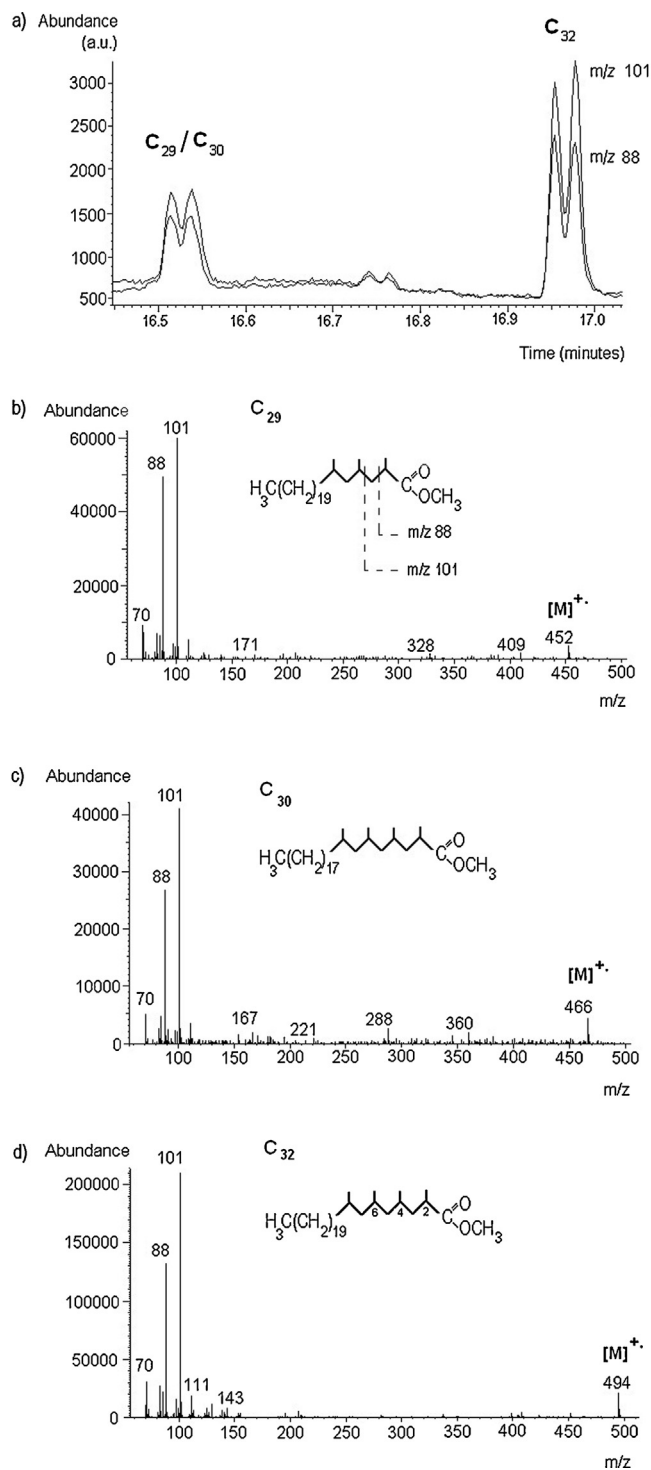 a) Abundance
(a.u.)
C32
m/z 101
m/z 88
C29 / C30
3000
2500
2000
1500
1000
500
16.5 16.6 16.7 16.8 16.9 17.0
Time (minutes)
b) Abundance
C29
60000
40000
20000
0
101
88
70
171
328
409
452
[M]+.
H3C(CH2)19
C
O
OCH3
m/z 88
m/z 101
100 150 200 250 300 350 400 450 500
m/z
c) Abundance
C30
40000
30000
20000
10000
0
101
88
70
167
221
288
360
466
[M]+.
H3C(CH2)17
C
O
OCH3
100 150 200 250 300 350 400 450 500
m/z
d) Abundance
C32
200000
150000
100000
50000
0
101
88
70
111
143
494
[M]+.
H3C(CH2)19
6 4 2
C
O
OCH3
100 150 200 250 300 350 400 450 500
m/z